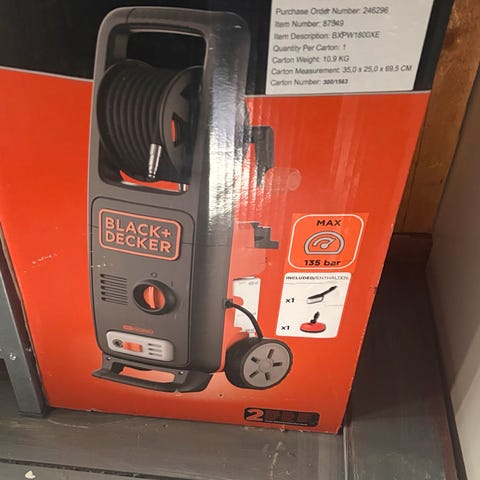 Purchase Order Number: 246296
Item Number: 87949
Item Description: BXPW1800XE
Quantity Per Carton: 1
Carton Weight: 10,9 KG
Carton Measurement: 35,0 x 25,0 x 69,5 CM
Carton Number: 300/1563
BLACK+
DECKER
MAX
135 bar
INCLUDED/ENTHALTEN.
x1
x1
2